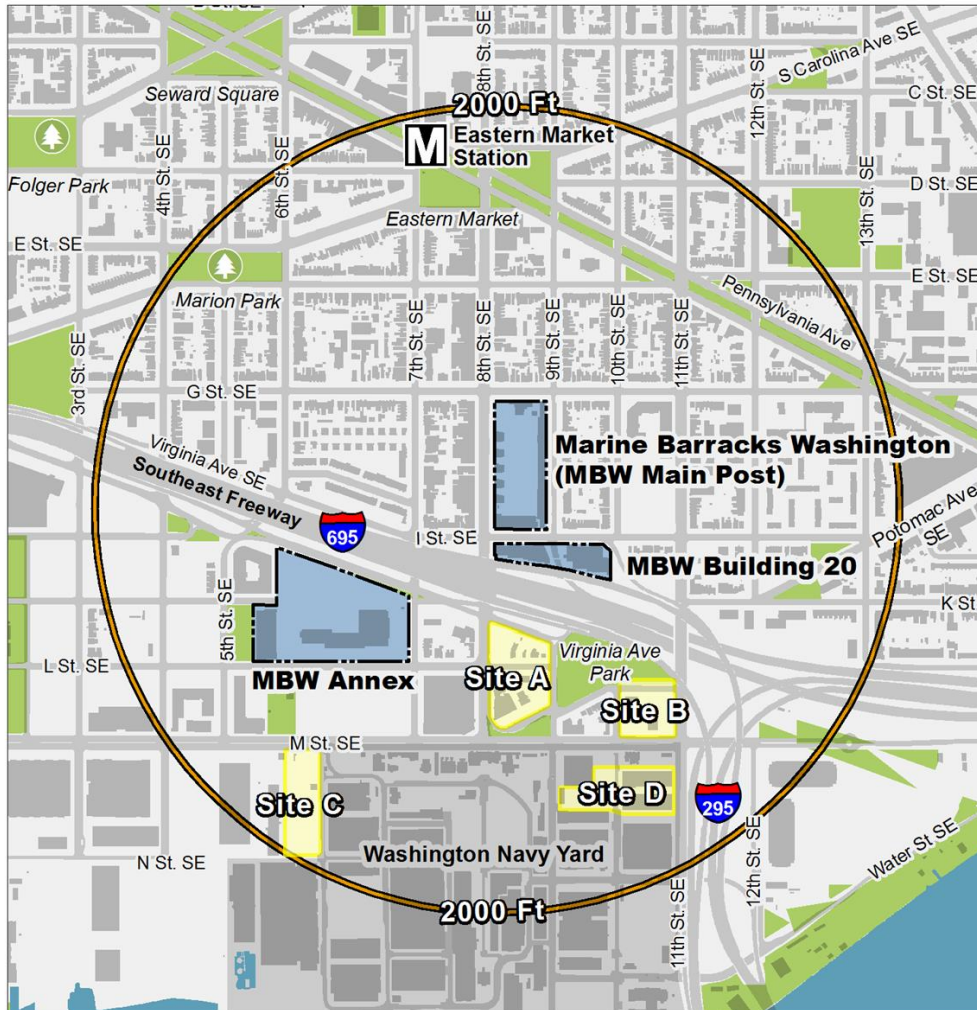 8th St. SE
12th St. SE
S Carolina Ave SE
Seward Square
2000 Ft
C St. SE
M
Eastern Market
Station
4th St. SE
6th St. SE
Folger Park
D St. SE
13th St. SE
Eastern Market
E St. SE
E St. SE
Marion Park
Pennsylvania Ave
3rd St. SE
7th St. SE
8th St. SE
9th St. SE
10th St. SE
11th St. SE
G St. SE
Virginia Ave SE
Southeast Freeway
Marine Barracks Washington
(MBW Main Post)
695
I St. SE
Potomac Ave
SE
MBW Building 20
5th St. SE
K St
L St. SE
Virginia Ave
Park
MBW Annex
Site A
Site B
M St. SE
Site C
Site D
295
N St. SE
Washington Navy Yard
12th St. SE
Water St SE
2000 Ft
11th St. SE